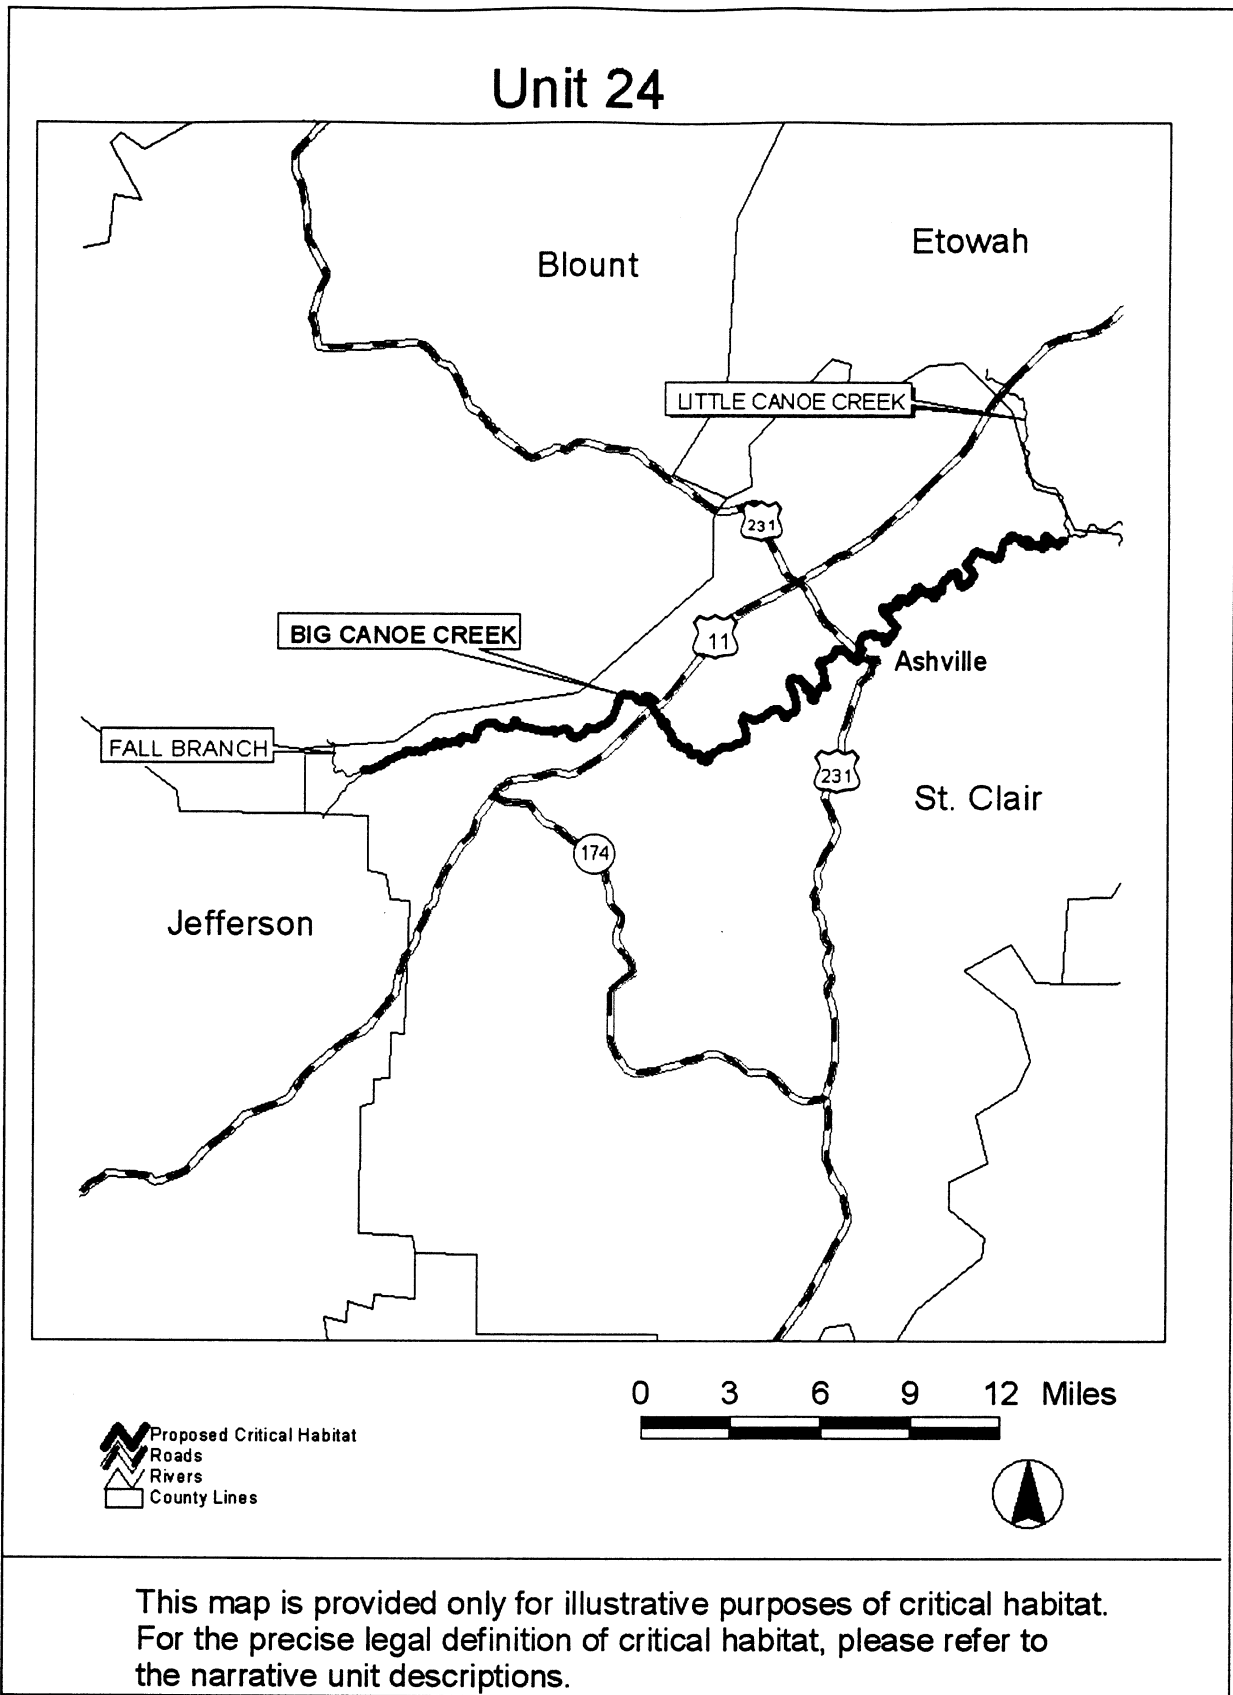 Unit 24
Blount
Etowah
LITTLE CANOE CREEK
231
11
BIG CANOE CREEK
Ashville
FALL BRANCH
231
St. Clair
174
Jefferson
0 3 6 9 12 Miles
Proposed Critical Habitat
Roads
Rivers
County Lines
This map is provided only for illustrative purposes of critical habitat.
For the precise legal definition of critical habitat, please refer to
the narrative unit descriptions.